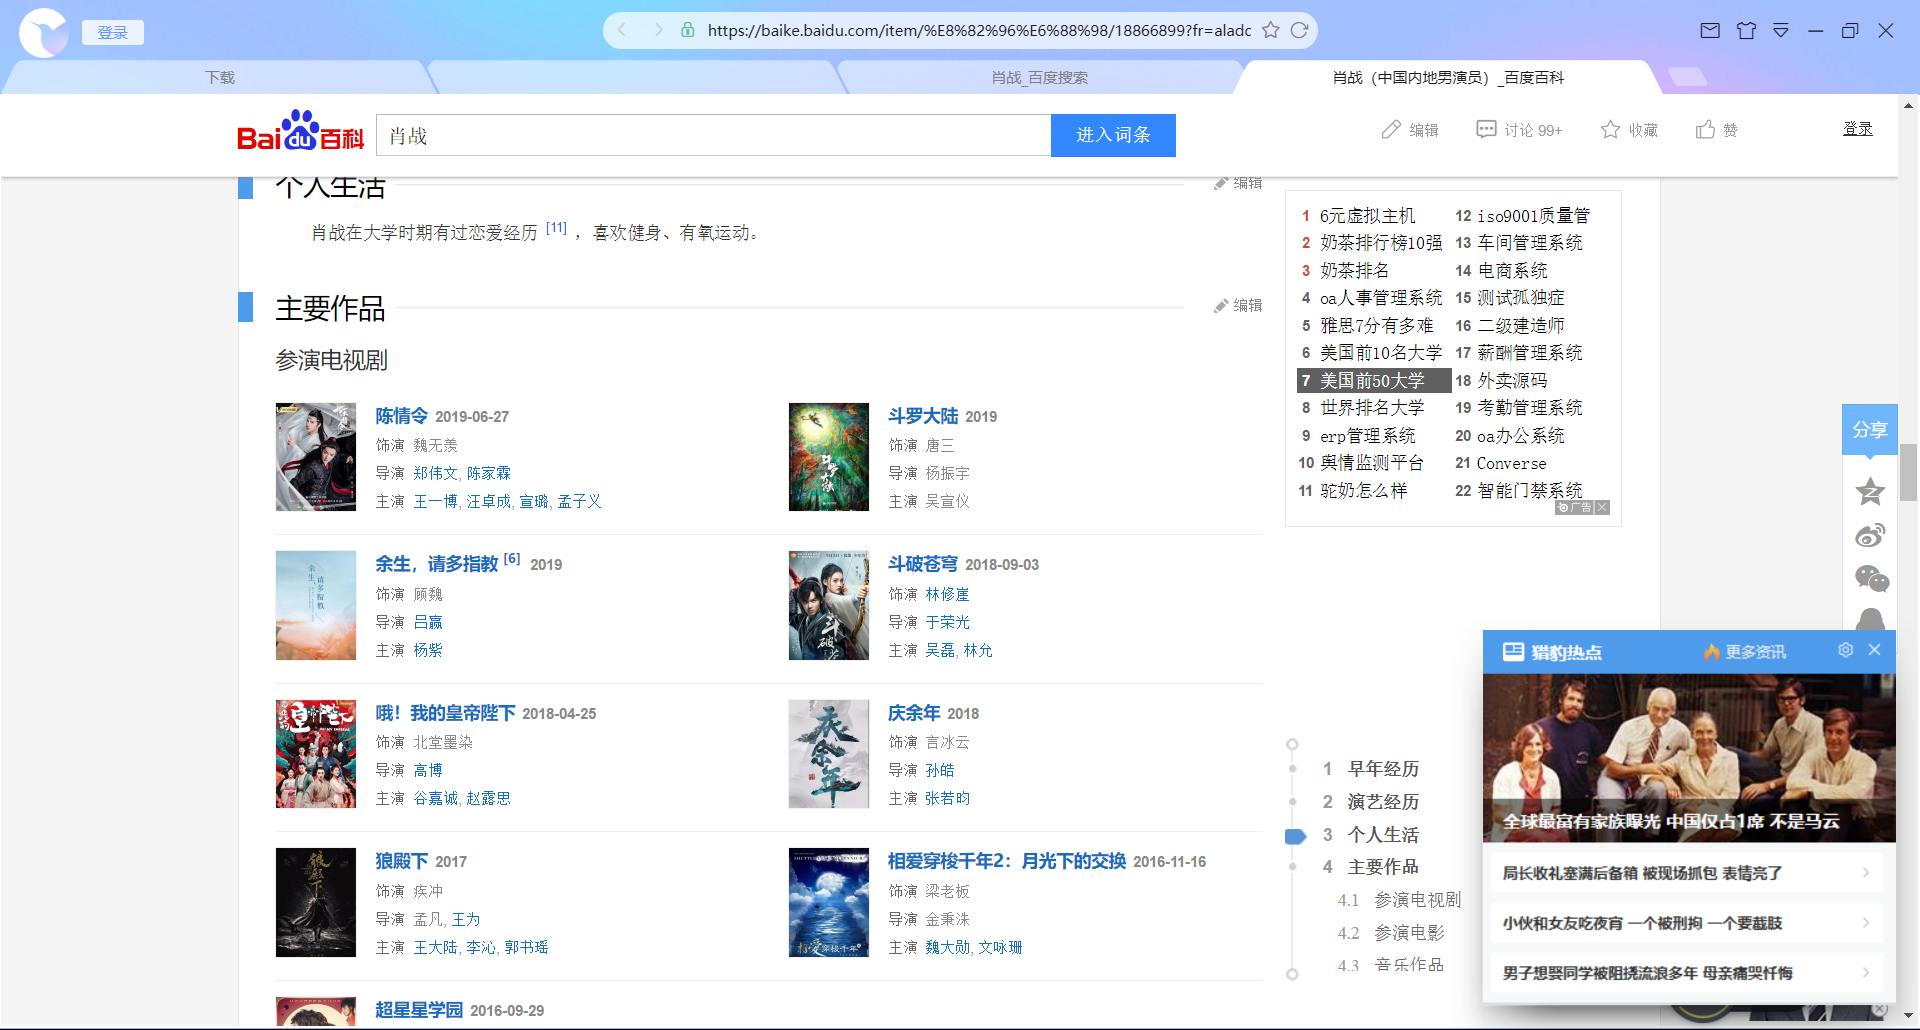 登录
https://baike.baidu.com/item/%E8%82%96%E6%88%98/18866899?fr=aladc
下载
肖战_百度搜索
肖战（中国内地男演员）_百度百科
Bai du 百科
肖战
进入词条
编辑
讨论 99+
收藏
赞
登录
个人生活
编辑
肖战在大学时期有过恋爱经历 [11] ，喜欢健身、有氧运动。
主要作品
编辑
参演电视剧
陈情令 2019-06-27
饰演 魏无羡
导演 郑伟文, 陈家霖
主演 王一博, 汪卓成, 宣璐, 孟子义
斗罗大陆 2019
饰演 唐三
导演 杨振宇
主演 吴宣仪
余生，请多指教 [6] 2019
饰演 顾魏
导演 吕赢
主演 杨紫
斗破苍穹 2018-09-03
饰演 林修崖
导演 于荣光
主演 吴磊, 林允
哦！我的皇帝陛下 2018-04-25
饰演 北堂墨染
导演 高博
主演 谷嘉诚, 赵露思
庆余年 2018
饰演 言冰云
导演 孙皓
主演 张若昀
狼殿下 2017
饰演 疾冲
导演 孟凡, 王为
主演 王大陆, 李沁, 郭书瑶
相爱穿梭千年2：月光下的交换 2016-11-16
饰演 梁老板
导演 金秉洙
主演 魏大勋, 文咏珊
超星星学园 2016-09-29
1 6元虚拟主机
2 奶茶排行榜10强
3 奶茶排名
4 oa人事管理系统
5 雅思7分有多难
6 美国前10名大学
7 美国前50大学
8 世界排名大学
9 erp管理系统
10 舆情监测平台
11 驼奶怎么样
12 iso9001质量管
13 车间管理系统
14 电商系统
15 测试孤独症
16 二级建造师
17 薪酬管理系统
18 外卖源码
19 考勤管理系统
20 oa办公系统
21 Converse
22 智能门禁系统
广告
分享
1 早年经历
2 演艺经历
3 个人生活
4 主要作品
4.1 参演电视剧
4.2 参演电影
4.3 音乐作品
猎豹热点
更多资讯
全球最富有家族曝光 中国仅占1席 不是马云
局长收礼塞满后备箱 被现场抓包 表情亮了
小伙和女友吃夜宵 一个被刑拘 一个要截肢
男子想娶同学被阻挠流浪多年 母亲痛哭忏悔